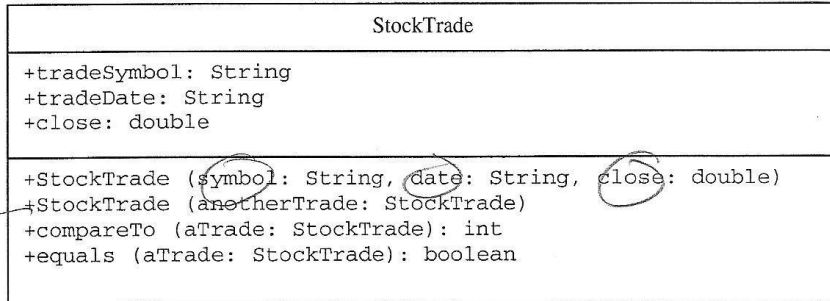 StockTrade
+tradeSymbol: String
+tradeDate: String
+close: double
+StockTrade (symbol: String, date: String, close: double)
+StockTrade (anotherTrade: StockTrade)
+compareTo (aTrade: StockTrade): int
+equals (aTrade: StockTrade): boolean